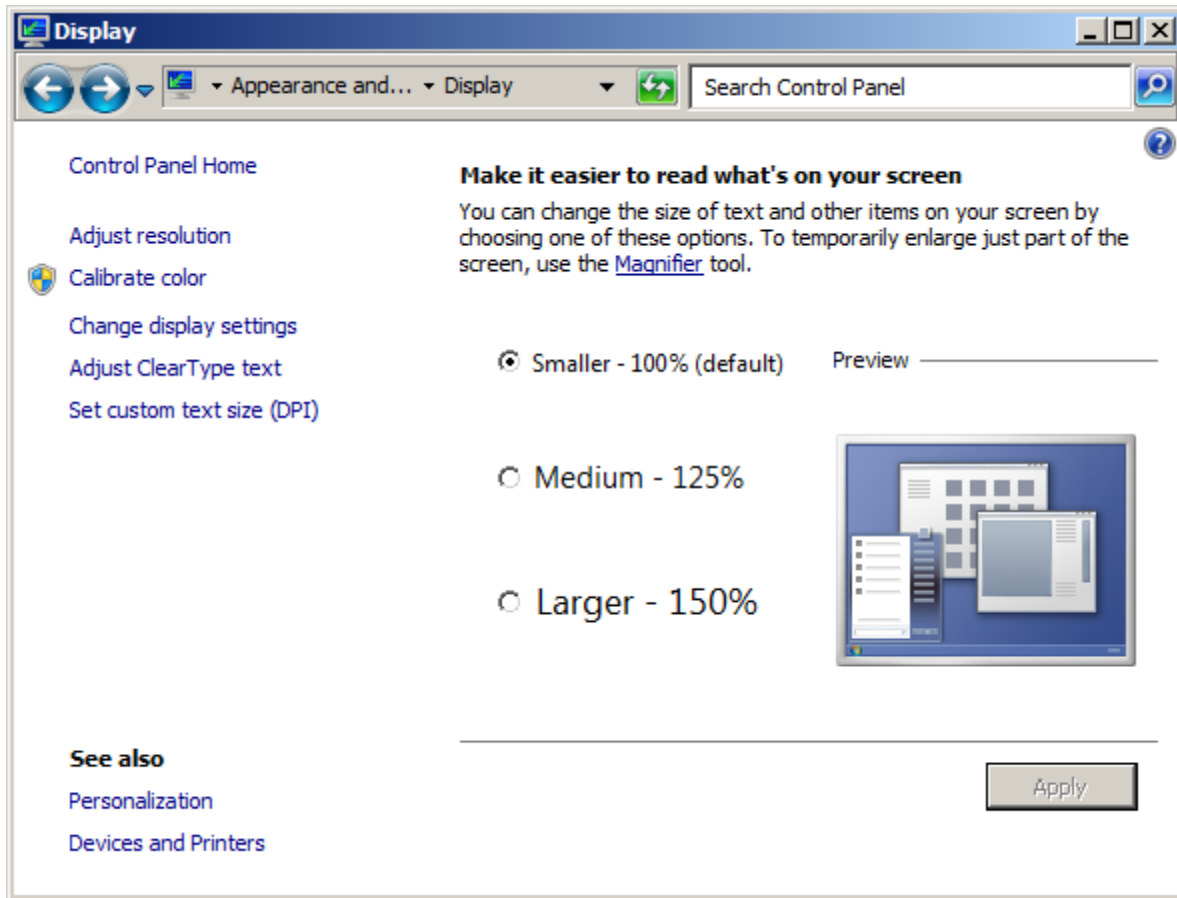 Display
Appearance and... Display
Search Control Panel
Control Panel Home
Adjust resolution
Calibrate color
Change display settings
Adjust ClearType text
Set custom text size (DPI)
See also
Personalization
Devices and Printers
Make it easier to read what's on your screen
You can change the size of text and other items on your screen by
choosing one of these options. To temporarily enlarge just part of the
screen, use the Magnifier tool.
Smaller - 100% (default)
Preview
Medium - 125%
Larger - 150%
Apply